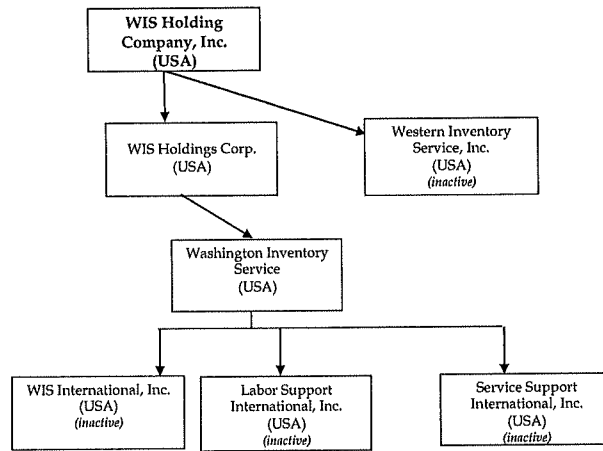 WIS Holding
Company, Inc.
(USA)
WIS Holdings Corp.
(USA)
Western Inventory
Service, Inc.
(USA)
(inactive)
Washington Inventory
Service
(USA)
WIS International, Inc.
(USA)
(inactive)
Labor Support
International, Inc.
(USA)
(inactive)
Service Support
International, Inc.
(USA)
(inactive)